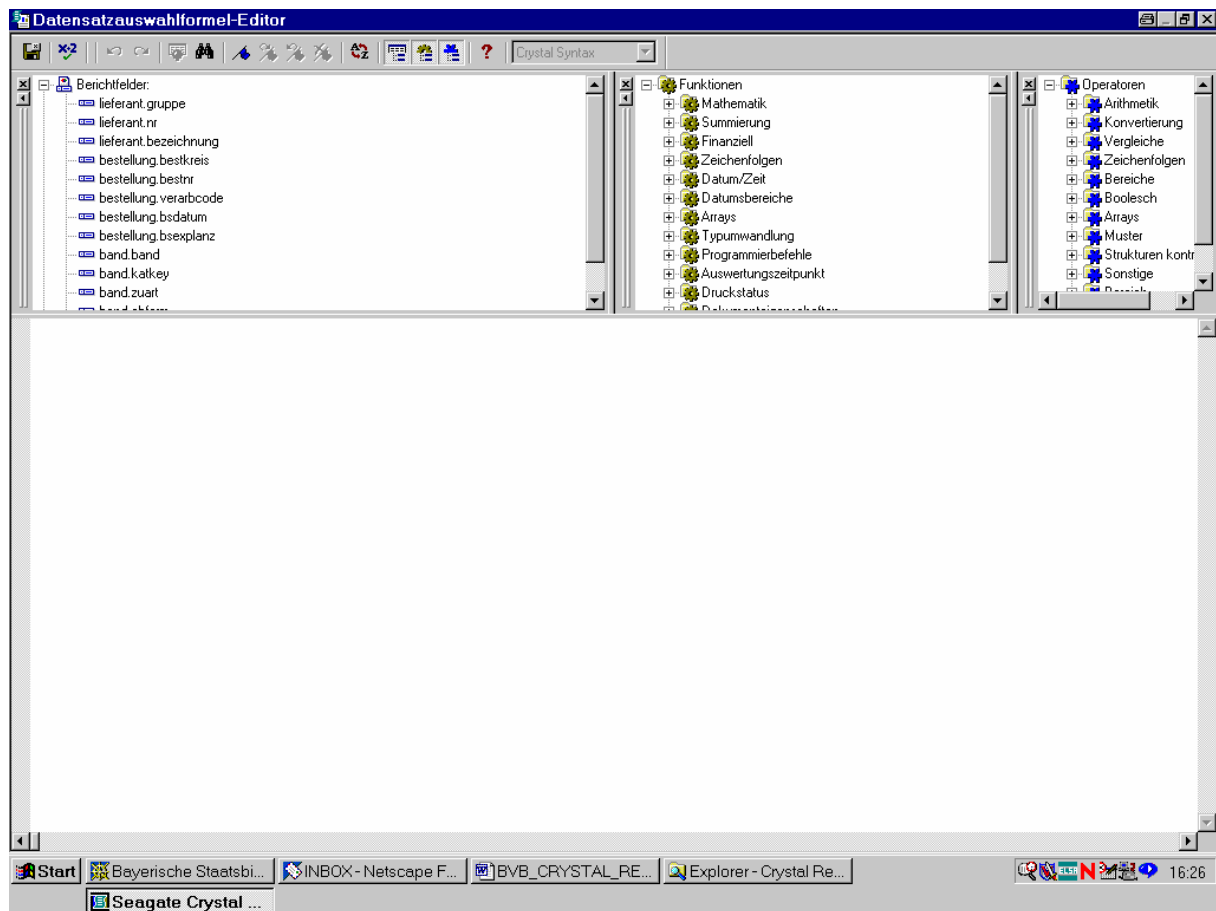 Datensatzauswahlformel-Editor
X·2
A Z
?
Crystal Syntax
Berichtfelder:
lieferant.gruppe
lieferant.nr
lieferant.bezeichnung
bestellung.bestkreis
bestellung.bestnr
bestellung.verarbcode
bestellung.bsdatum
bestellung.bsexplanz
band.band
band.katkey
band.zuart
Funktionen
Mathematik
Summierung
Finanziell
Zeichenfolgen
Datum/Zeit
Datumsbereiche
Arrays
Typumwandlung
Programmierbefehle
Auswertungszeitpunkt
Druckstatus
Dokumenteigenschaften
Operatoren
Arithmetik
Konvertierung
Vergleiche
Zeichenfolgen
Bereiche
Boolesch
Arrays
Muster
Strukturen kontr
Sonstige
Start
Bayerische Staatsbi...
INBOX - Netscape F...
BVB_CRYSTAL_RE...
Explorer - Crystal Re...
ELSA
N
16:26
Seagate Crystal ...